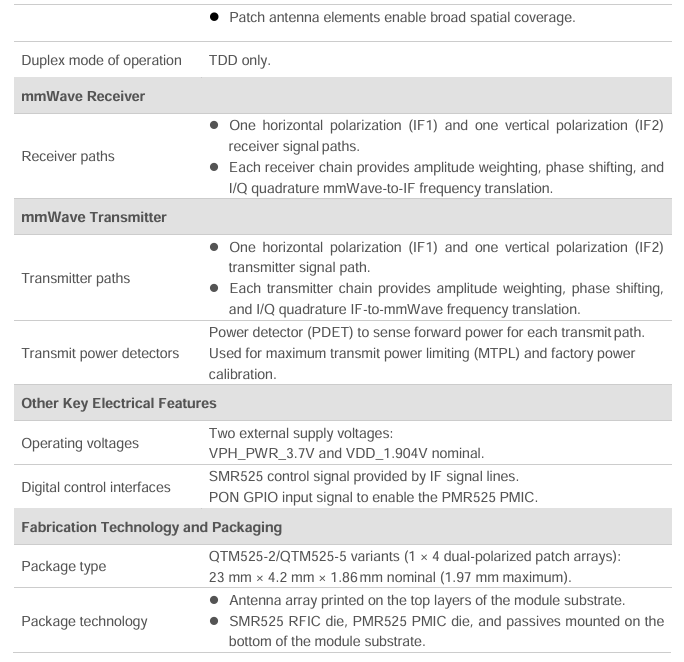 ● Patch antenna elements enable broad spatial coverage.
Duplex mode of operation TDD only.
mmWave Receiver
Receiver paths
● One horizontal polarization (IF1) and one vertical polarization (IF2)
receiver signal paths.
● Each receiver chain provides amplitude weighting, phase shifting, and
I/Q quadrature mmWave-to-IF frequency translation.
mmWave Transmitter
Transmitter paths
● One horizontal polarization (IF1) and one vertical polarization (IF2)
transmitter signal path.
● Each transmitter chain provides amplitude weighting, phase shifting,
and I/Q quadrature IF-to-mmWave frequency translation.
Transmit power detectors
Power detector (PDET) to sense forward power for each transmit path.
Used for maximum transmit power limiting (MTPL) and factory power
calibration.
Other Key Electrical Features
Operating voltages
Two external supply voltages:
VPH_PWR_3.7V and VDD_1.904V nominal.
Digital control interfaces
SMR525 control signal provided by IF signal lines.
PON GPIO input signal to enable the PMR525 PMIC.
Fabrication Technology and Packaging
Package type
QTM525-2/QTM525-5 variants (1 × 4 dual-polarized patch arrays):
23 mm × 4.2 mm × 1.86 mm nominal (1.97 mm maximum).
Package technology
● Antenna array printed on the top layers of the module substrate.
● SMR525 RFIC die, PMR525 PMIC die, and passives mounted on the
bottom of the module substrate.